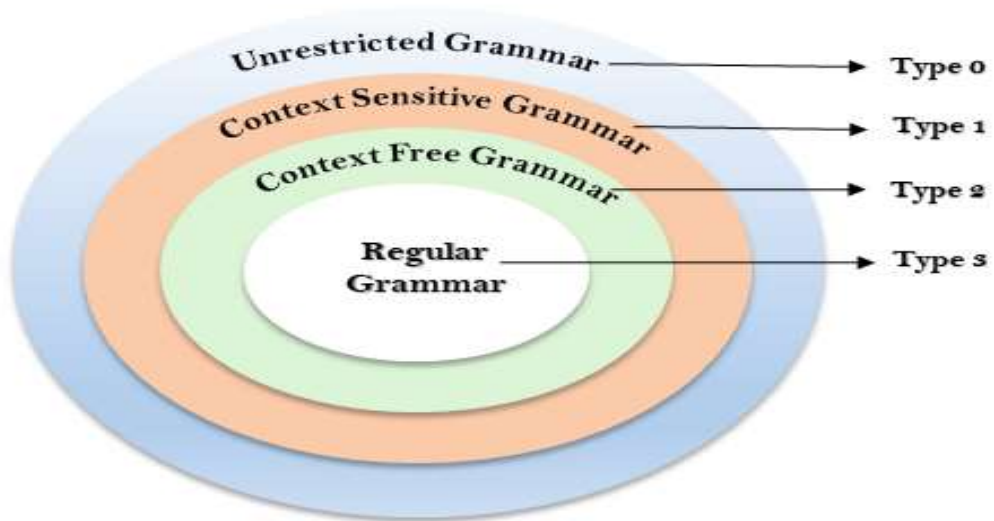 Unrestricted Grammar
Type 0
Context Sensitive Grammar
Type 1
Context Free Grammar
Type 2
Regular
Grammar
Type 3